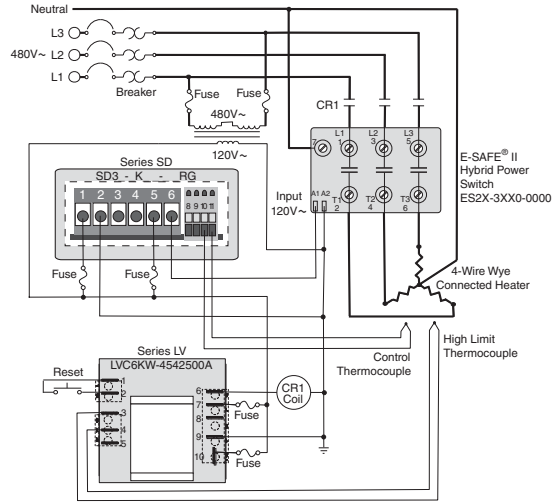 Neutral
L3
480V~ L2
L1
Breaker
Fuse
Fuse
480V~
120V~
CR1
L1
1
L2
3
L3
5
7
T1
2
T2
4
T3
6
A1 A2
Input
120V~
E-SAFE® II
Hybrid Power
Switch
ES2X-3XX0-0000
Series SD
SD3 - K - RG
1 2 3 4 5 6
8 9 10 11
Fuse
Fuse
4-Wire Wye
Connected Heater
Control
Thermocouple
High Limit
Thermocouple
Series LV
LVC6KW-4542500A
Reset
1
2
3
4
5
6
7
8
9
10
CR1
Coil
Fuse
Fuse